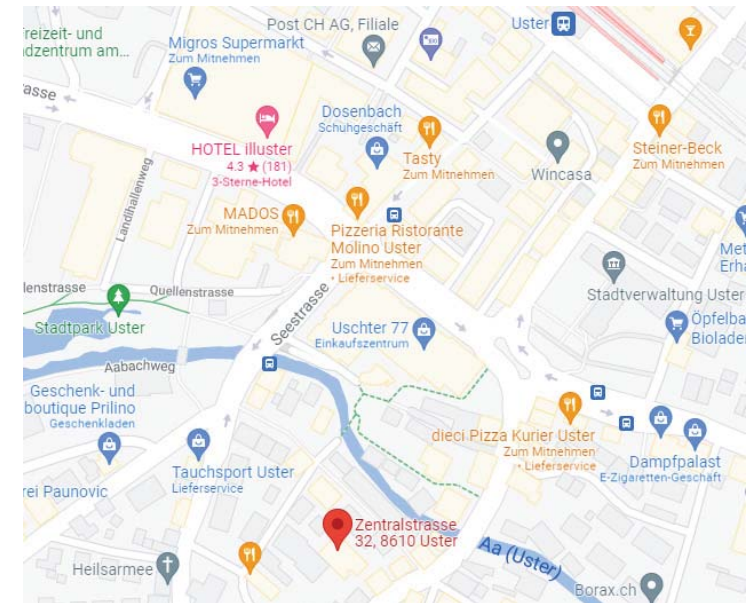 Post CH AG, Filiale
Uster
Freizeit- und
dzentrum am...
Migros Supermarkt
Zum Mitnehmen
asse
Dosenbach
Schuhgeschäft
HOTEL illuster
4.3 ★ (181)
3-Sterne-Hotel
Tasty
Zum Mitnehmen
Steiner-Beck
Zum Mitnehmen
Wincasa
Landihallenweg
MADOS
Zum Mitnehmen
Pizzeria Ristorante
Molino Uster
Zum Mitnehmen
• Lieferservice
Met
Erha
llenstrasse
Quellenstrasse
Stadtverwaltung Uster
Stadtpark Uster
Seestrasse
Uschter 77
Einkaufszentrum
Öpfelba
Bioladen
Aabachweg
Geschenk- und
boutique Prilino
Geschenkladen
dieci Pizza Kurier Uster
Zum Mitnehmen
• Lieferservice
Tauchsport Uster
Lieferservice
Dampfpalast
E-Zigaretten-Geschäft
rei Paunovic
Zentralstrasse
32, 8610 Uster
Aa (Uster)
Heilsarmee
Borax.ch